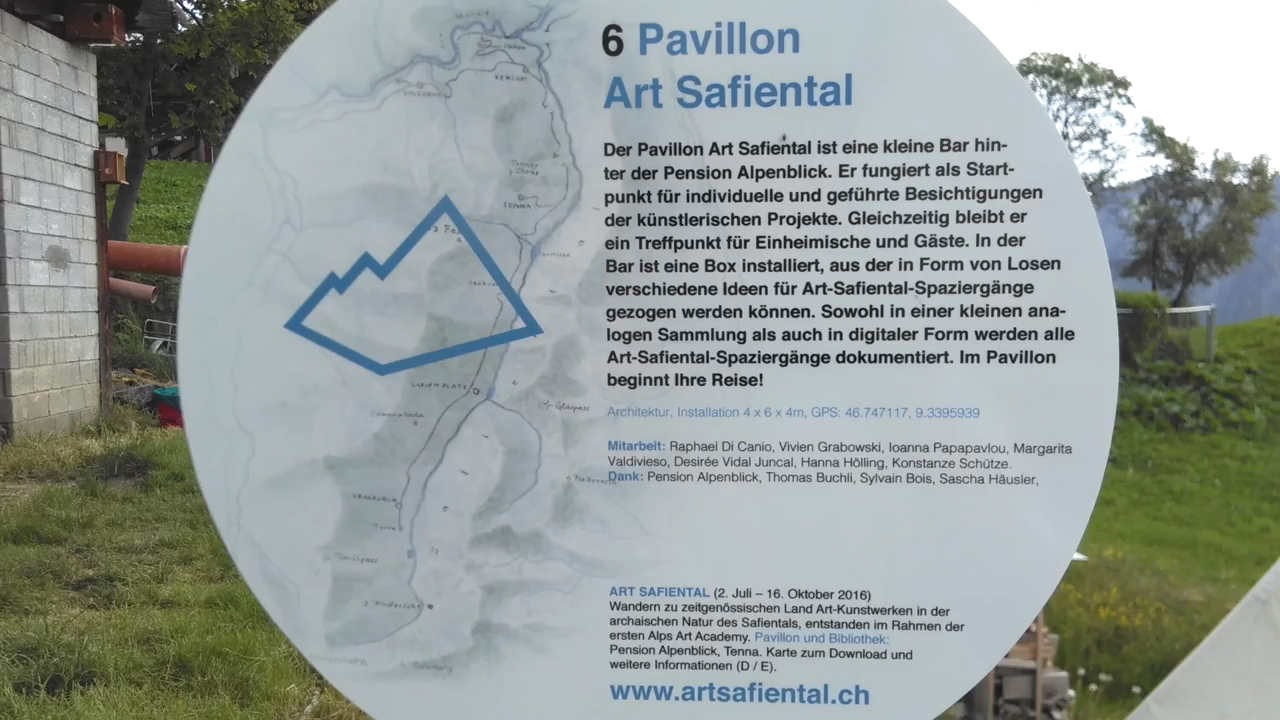 6 Pavillon
Art Safiental
Der Pavillon Art Safiental ist eine kleine Bar hin-
ter der Pension Alpenblick. Er fungiert als Start-
punkt für individuelle und geführte Besichtigungen
der künstlerischen Projekte. Gleichzeitig bleibt er
ein Treffpunkt für Einheimische und Gäste. In der
Bar ist eine Box installiert, aus der in Form von Losen
verschiedene Ideen für Art-Safiental-Spaziergänge
gezogen werden können. Sowohl in einer kleinen ana-
logen Sammlung als auch in digitaler Form werden alle
Art-Safiental-Spaziergänge dokumentiert. Im Pavillon
beginnt Ihre Reise!
Architektur, Installation 4 x 6 x 4m, GPS: 46.747117, 9.3395939
Mitarbeit: Raphael Di Canio, Vivien Grabowski, Ioanna Papapavlou, Margarita
Valdivieso, Desirée Vidal Juncal, Hanna Hölling, Konstanze Schütze.
Dank: Pension Alpenblick, Thomas Buchli, Sylvain Bois, Sascha Häusler,
ART SAFIENTAL (2. Juli – 16. Oktober 2016)
Wandern zu zeitgenössischen Land Art-Kunstwerken in der
archaischen Natur des Safientals, entstanden im Rahmen der
ersten Alps Art Academy. Pavillon und Bibliothek:
Pension Alpenblick, Tenna. Karte zum Download und
weitere Informationen (D / E).
www.artsafiental.ch
VERSAM
TENNA
SAFIEN PLATZ
Glaspass